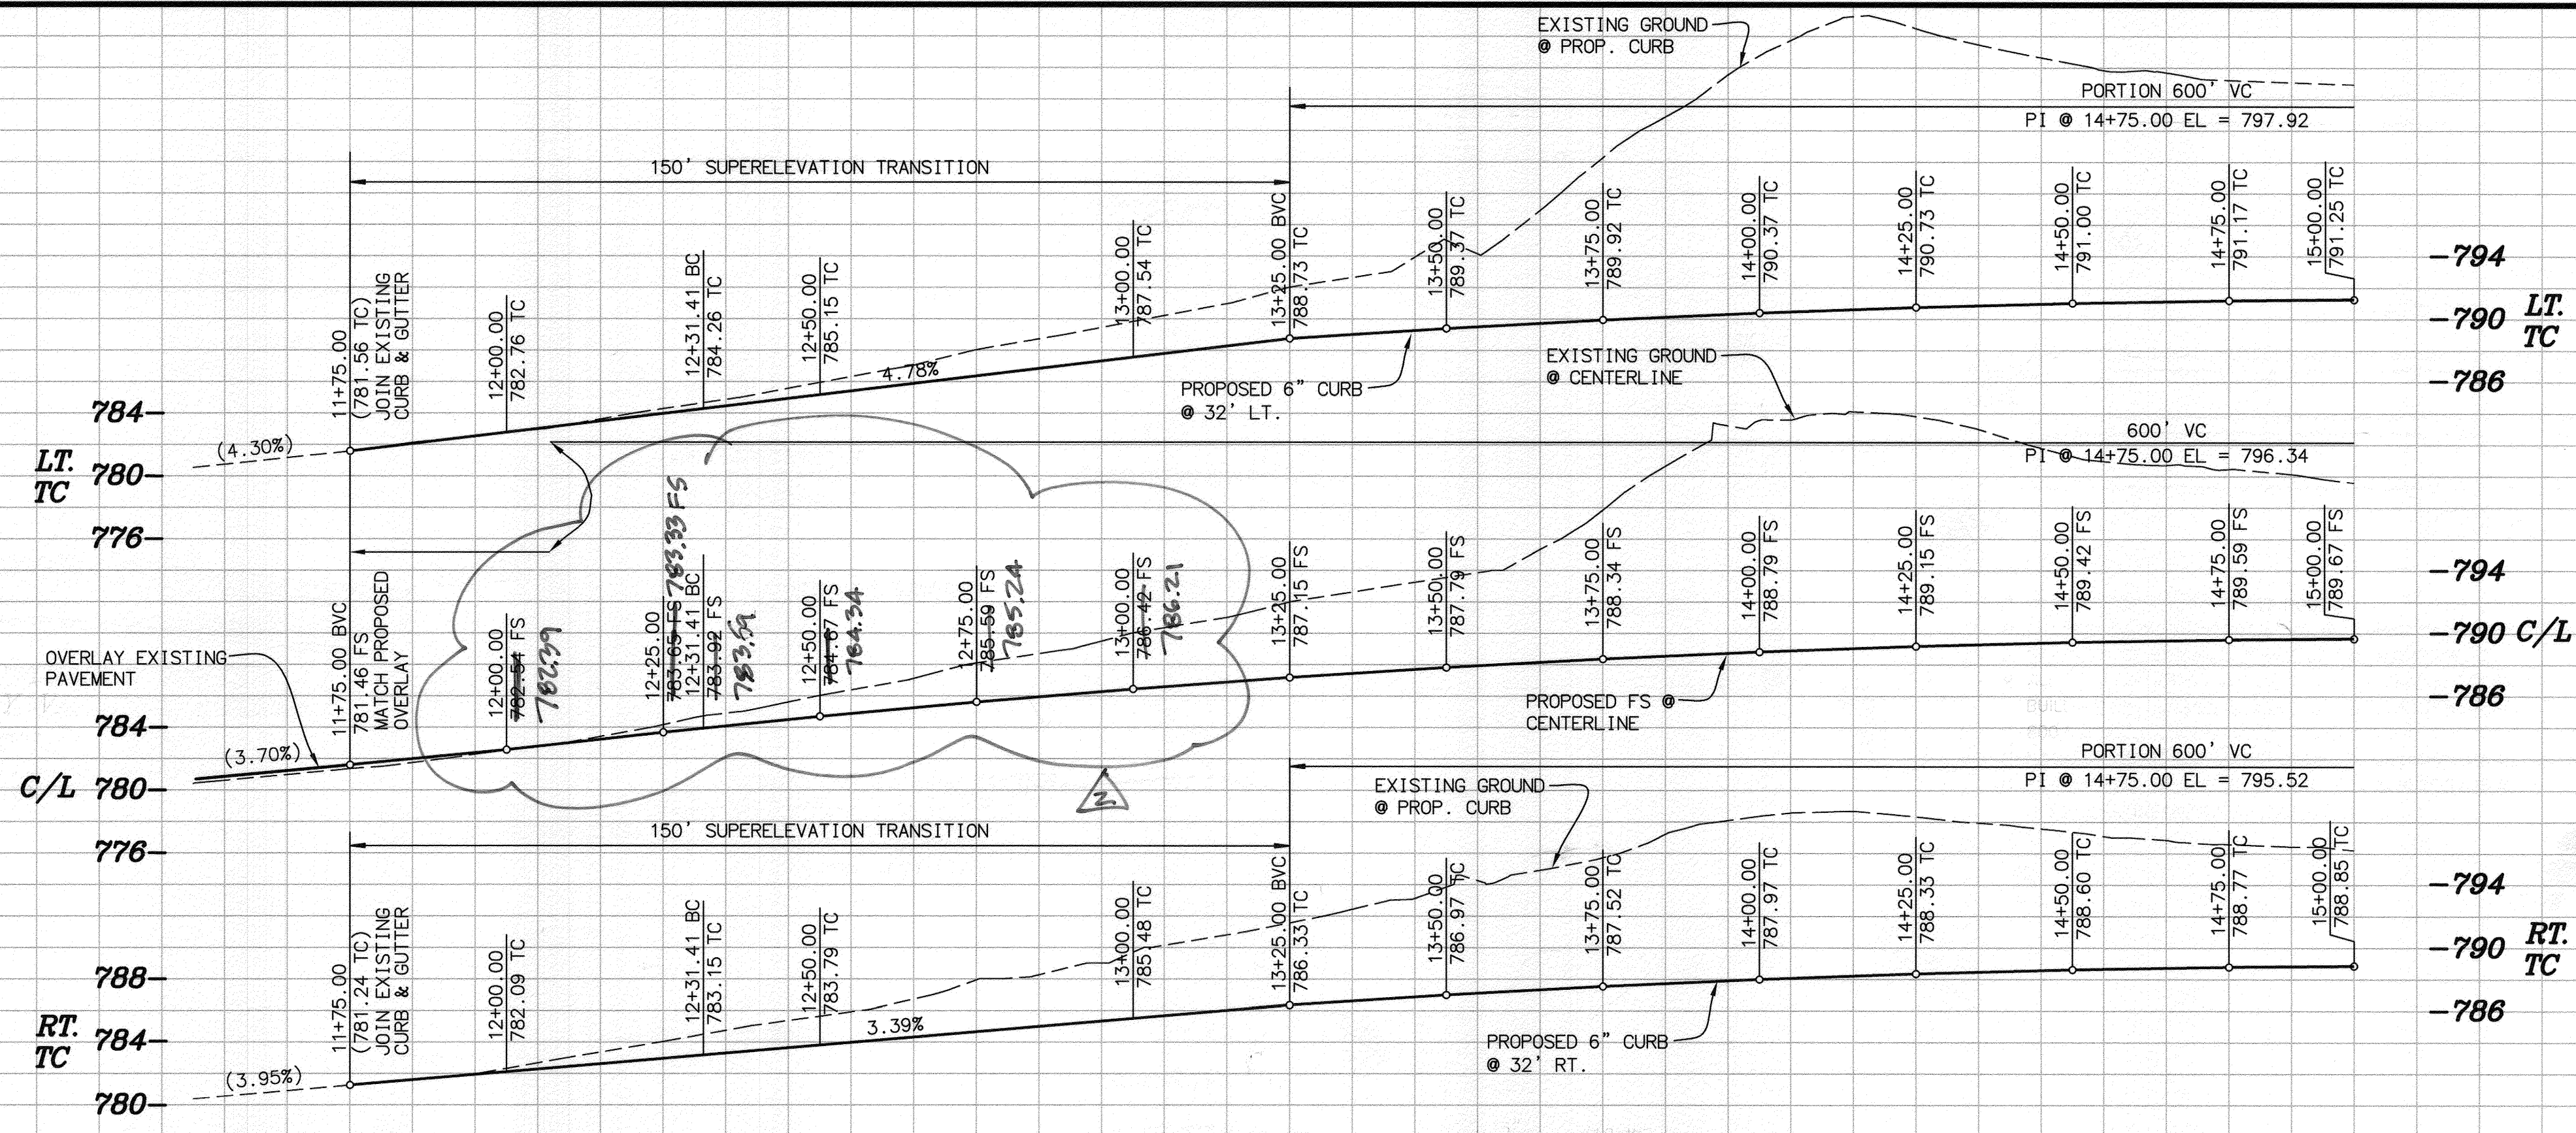 EXISTING GROUND
@ PROP. CURB
PORTION 600' VC
PI @ 14+75.00 EL = 797.92
150' SUPERELEVATION TRANSITION
11+75.00
(781.56 TC)
JOIN EXISTING
CURB & GUTTER
12+00.00
782.76 TC
12+31.41 BC
784.26 TC
12+50.00
785.15 TC
13+00.00
787.54 TC
13+25.00 BVC
788.73 TC
13+50.00
789.37 TC
13+75.00
789.92 TC
14+00.00
790.37 TC
14+25.00
790.73 TC
14+50.00
791.00 TC
14+75.00
791.17 TC
15+00.00
791.25 TC
-794
-790
-786
LT.
TC
4.78%
(4.30%)
PROPOSED 6" CURB
@ 32' LT.
784-
780-
776-
LT.
TC
EXISTING GROUND
@ CENTERLINE
600' VC
PI @ 14+75.00 EL = 796.34
OVERLAY EXISTING
PAVEMENT
11+75.00 BVC
781.46 FS
MATCH PROPOSED
OVERLAY
12+00.00
782.54 FS
782.39
12+25.00
783.65 FS 783.33 FS
12+31.41 BC
783.92 FS
783.59
12+50.00
784.67 FS
784.34
12+75.00
785.59 FS
785.24
13+00.00
786.42 FS
786.21
13+25.00
787.15 FS
13+50.00
787.79 FS
13+75.00
788.34 FS
14+00.00
788.79 FS
14+25.00
789.15 FS
14+50.00
789.42 FS
14+75.00
789.59 FS
15+00.00
789.67 FS
-794
-790 C/L
-786
PROPOSED FS @
CENTERLINE
(3.70%)
784-
C/L 780-
776-
2
PORTION 600' VC
PI @ 14+75.00 EL = 795.52
EXISTING GROUND
@ PROP. CURB
150' SUPERELEVATION TRANSITION
11+75.00
(781.24 TC)
JOIN EXISTING
CURB & GUTTER
12+00.00
782.09 TC
12+31.41 BC
783.15 TC
12+50.00
783.79 TC
13+00.00
785.48 TC
13+25.00 BVC
786.33 TC
13+50.00
786.97 TC
13+75.00
787.52 TC
14+00.00
787.97 TC
14+25.00
788.33 TC
14+50.00
788.60 TC
14+75.00
788.77 TC
15+00.00
788.85 TC
-794
-790
-786
RT.
TC
3.39%
(3.95%)
PROPOSED 6" CURB
@ 32' RT.
788-
784-
780-
RT.
TC